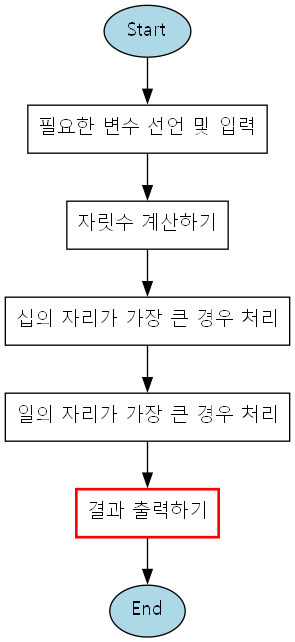 Start
필요한 변수 선언 및 입력
자릿수 계산하기
십의 자리가 가장 큰 경우 처리
일의 자리가 가장 큰 경우 처리
결과 출력하기
End